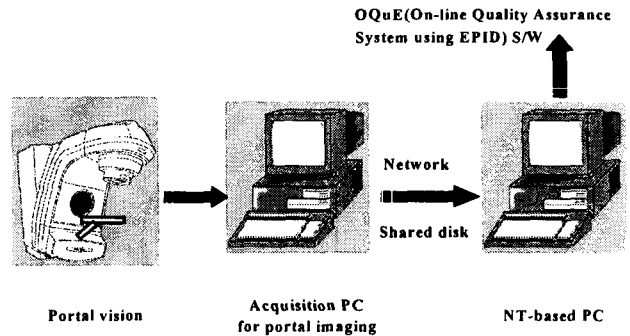 OQuE(On-line Quality Assurance
System using EPID) S/W
Network
Shared disk
Portal vision
Acquisition PC
for portal imaging
NT-based PC